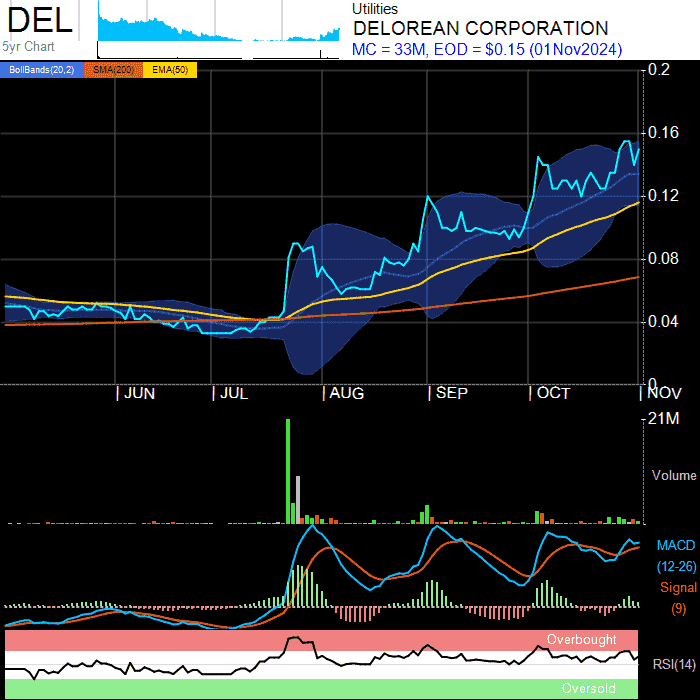 DEL
5yr Chart
Utilities
DELOREAN CORPORATION
MC = 33M, EOD = $0.15 (01Nov2024)
BollBands(20,2) SMA(200) EMA(50)
0.2
0.16
0.12
0.08
0.04
0
JUN JUL AUG SEP OCT NOV
21M
Volume
MACD
(12-26)
Signal
(9)
Overbought
RSI(14)
Oversold